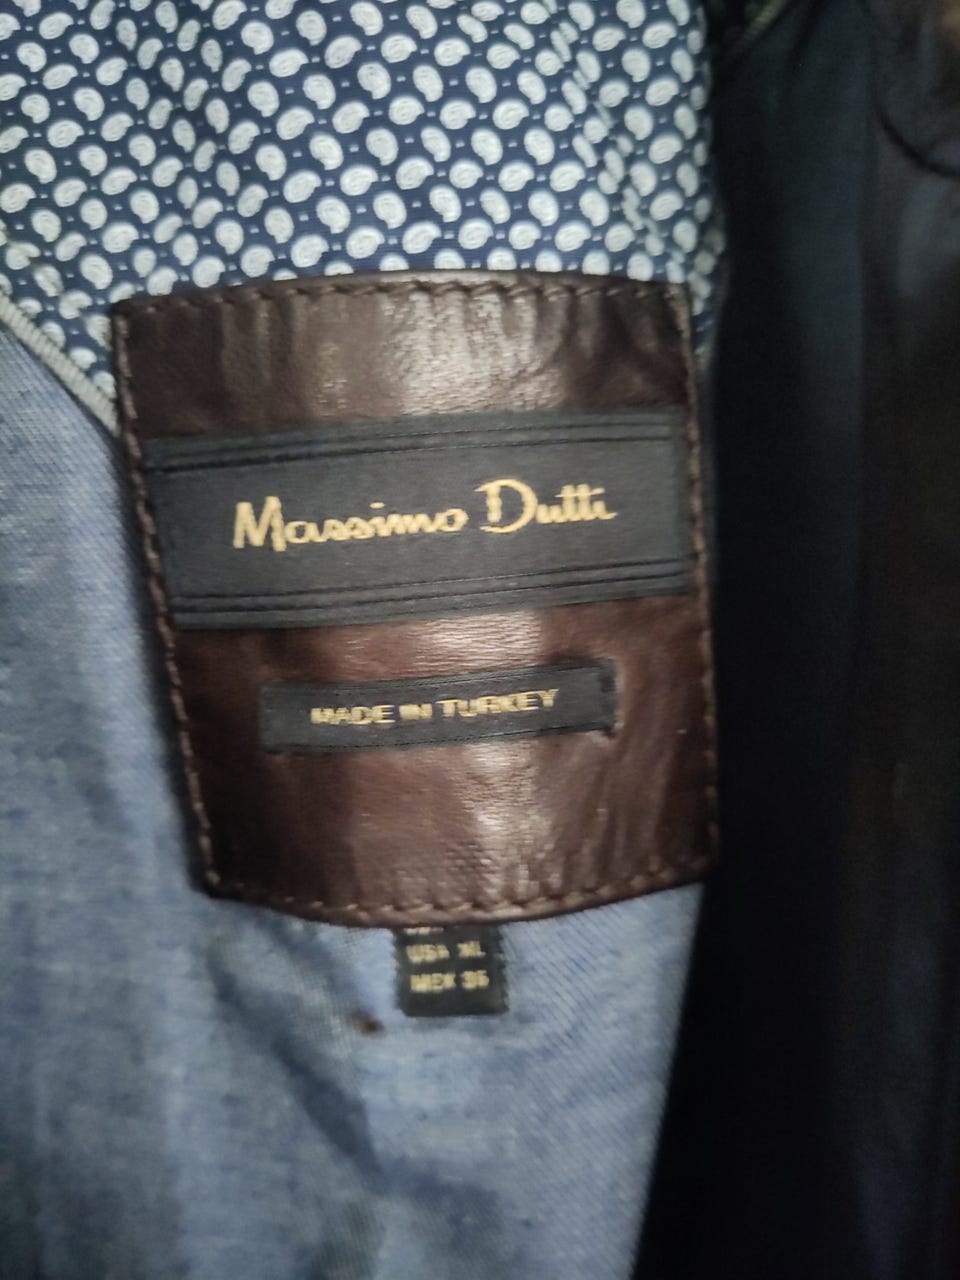 Massimo Dutti
MADE IN TURKEY
USA XL
MEX 36